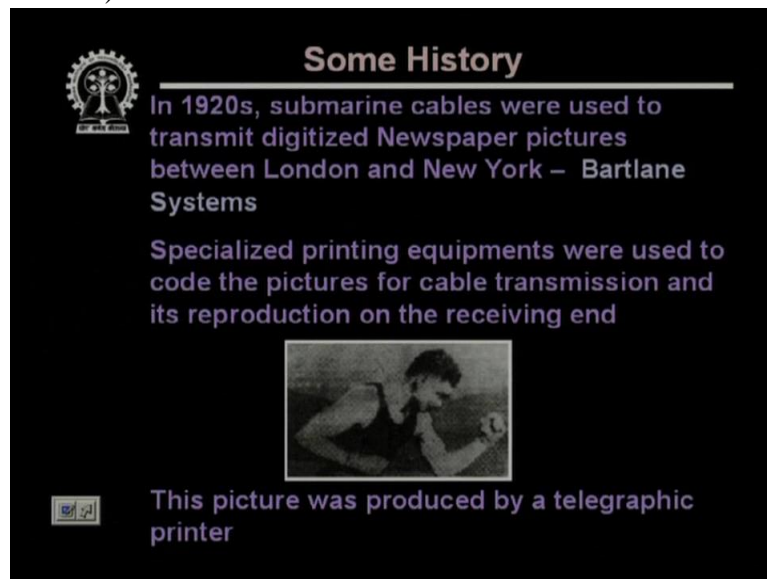 Some History
In 1920s, submarine cables were used to
transmit digitized Newspaper pictures
between London and New York – Bartlane
Systems
Specialized printing equipments were used to
code the pictures for cable transmission and
its reproduction on the receiving end
This picture was produced by a telegraphic
printer